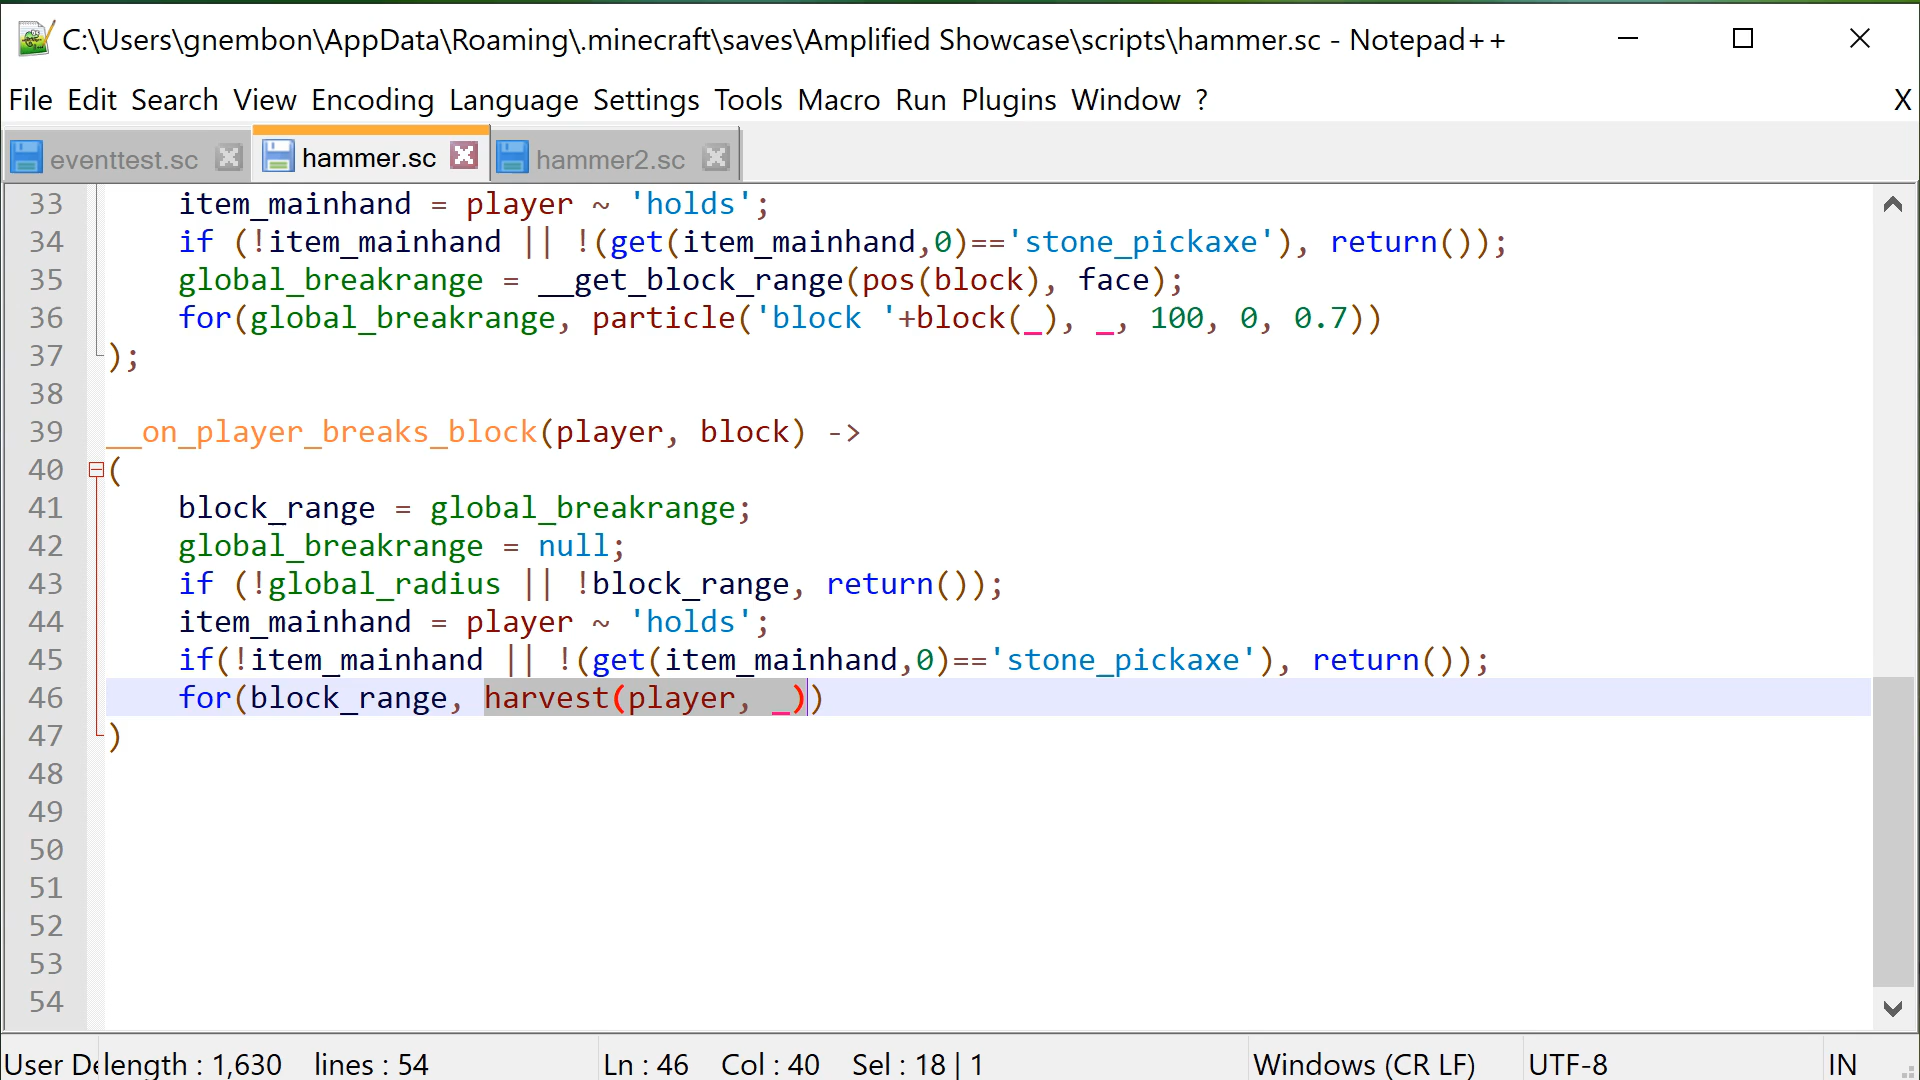 C:\Users\gnembon\AppData\Roaming\.minecraft\saves\Amplified Showcase\scripts\hammer.sc - Notepad++
File Edit Search View Encoding Language Settings Tools Macro Run Plugins Window ? X
eventtest.sc hammer.sc hammer2.sc
33 item_mainhand = player ~ 'holds';
34 if (!item_mainhand || !(get(item_mainhand,0)=='stone_pickaxe'), return());
35 global_breakrange = __get_block_range(pos(block), face);
36 for(global_breakrange, particle('block '+block(_), _, 100, 0, 0.7))
37 );
38
39 __on_player_breaks_block(player, block) ->
40 (
41 block_range = global_breakrange;
42 global_breakrange = null;
43 if (!global_radius || !block_range, return());
44 item_mainhand = player ~ 'holds';
45 if(!item_mainhand || !(get(item_mainhand,0)=='stone_pickaxe'), return());
46 for(block_range, harvest(player, _))
47 )
48
49
50
51
52
53
54
User De length : 1,630 lines : 54 Ln : 46 Col : 40 Sel : 18 | 1 Windows (CR LF) UTF-8 IN